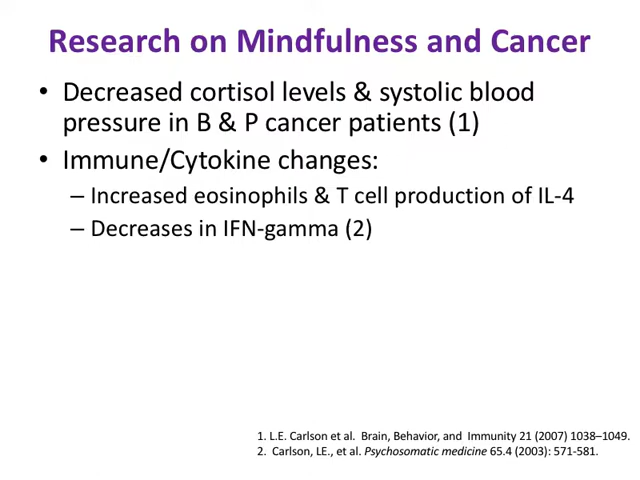 Research on Mindfulness and Cancer
• Decreased cortisol levels & systolic blood
pressure in B & P cancer patients (1)
• Immune/Cytokine changes:
– Increased eosinophils & T cell production of IL-4
– Decreases in IFN-gamma (2)
1. L.E. Carlson et al. Brain, Behavior, and Immunity 21 (2007) 1038–1049.
2. Carlson, LE., et al. Psychosomatic medicine 65.4 (2003): 571-581.